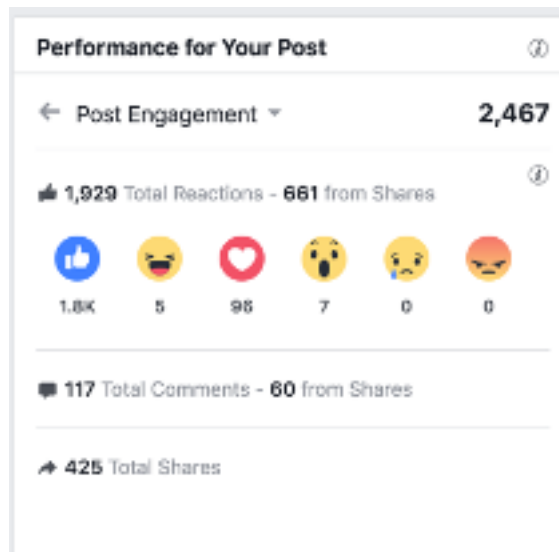 Performance for Your Post
Post Engagement 2,467
1,929 Total Reactions - 661 from Shares
1.8K 5 96 7 0 0
117 Total Comments - 60 from Shares
425 Total Shares